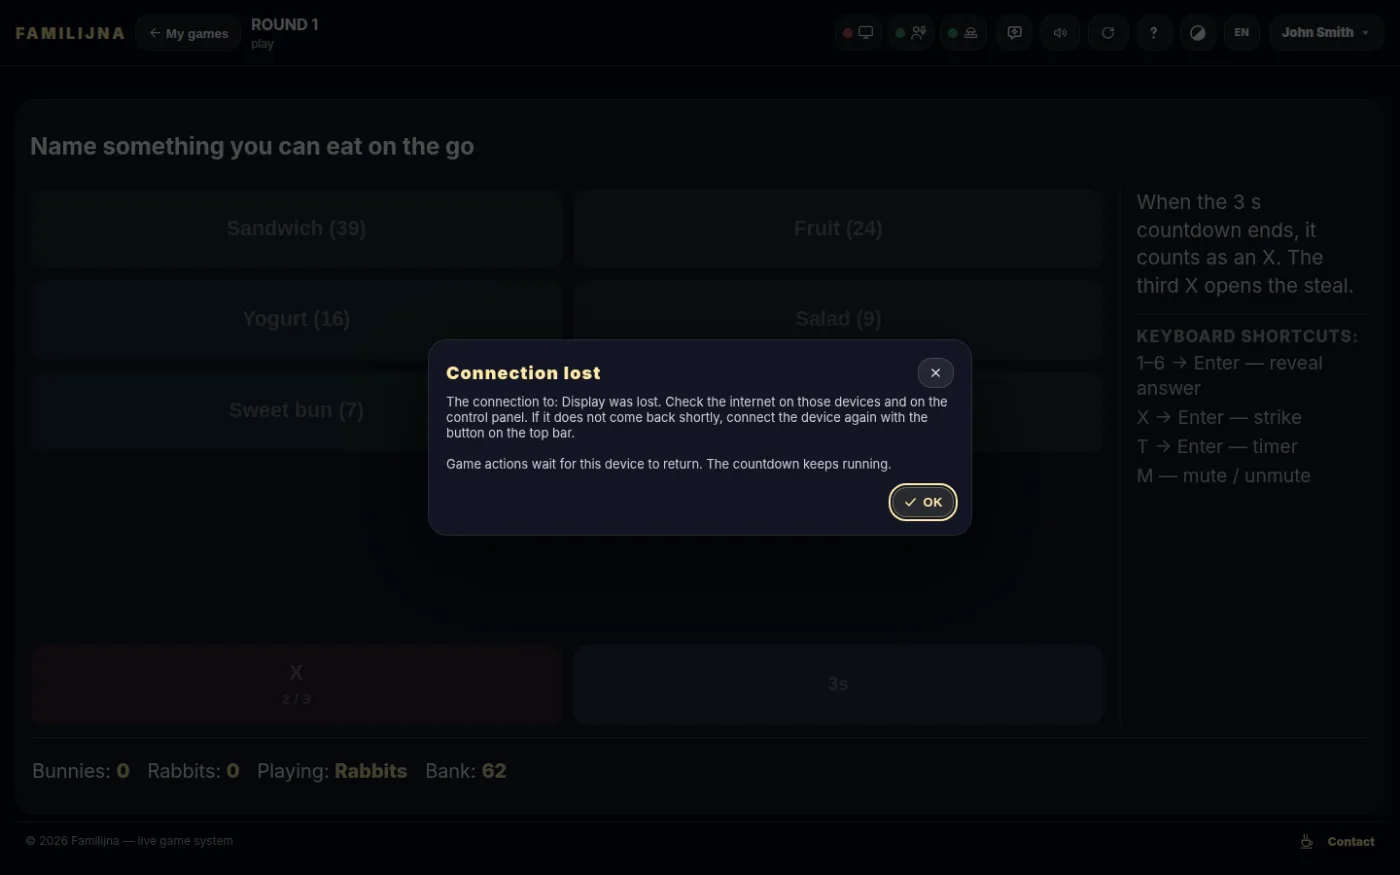 FAMILIJNA
← My games
ROUND 1
play
?
EN
John Smith
Name something you can eat on the go
Sandwich (39)
Fruit (24)
Yogurt (16)
Salad (9)
Sweet bun (7)
When the 3 s
countdown ends, it
counts as an X. The
third X opens the steal.
KEYBOARD SHORTCUTS:
1–6 → Enter — reveal
answer
X → Enter — strike
T → Enter — timer
M — mute / unmute
Connection lost
The connection to: Display was lost. Check the internet on those devices and on the
control panel. If it does not come back shortly, connect the device again with the
button on the top bar.
Game actions wait for this device to return. The countdown keeps running.
OK
X
2 / 3
3s
Bunnies: 0 Rabbits: 0 Playing: Rabbits Bank: 62
© 2026 Familijna — live game system
Contact